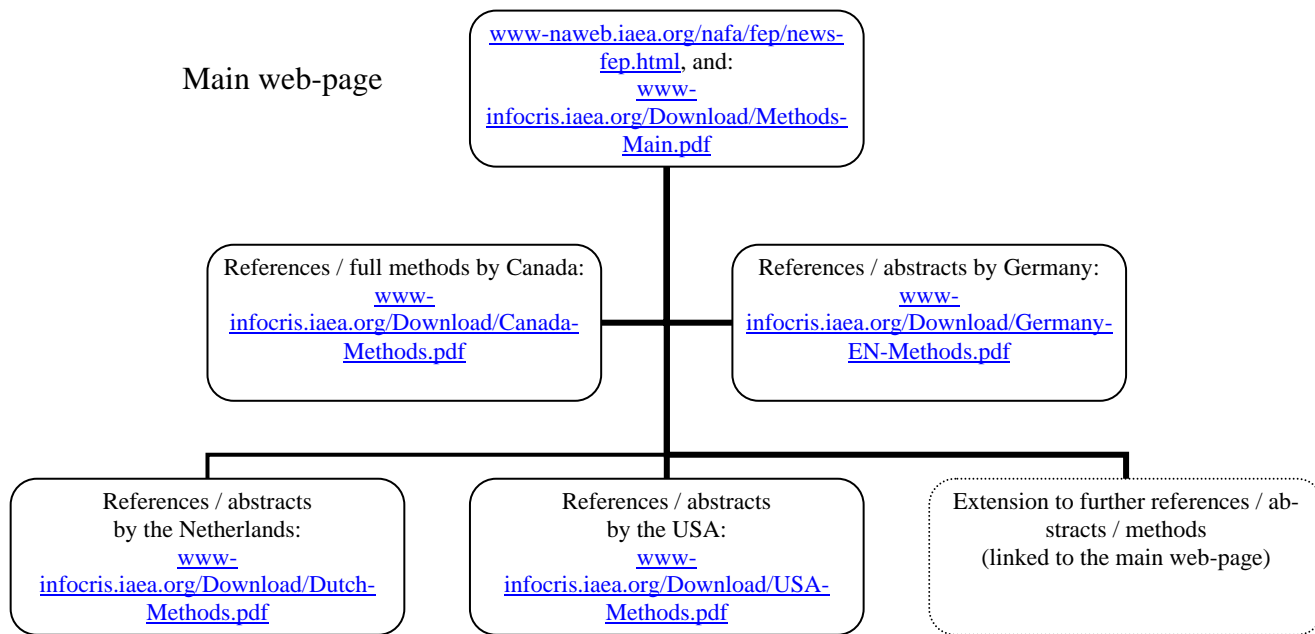 Main web-page
www-naweb.iaea.org/nafa/fep/news-
fep.html, and:
www-
infocris.iaea.org/Download/Methods-
Main.pdf
References / full methods by Canada:
www-
infocris.iaea.org/Download/Canada-
Methods.pdf
References / abstracts by Germany:
www-
infocris.iaea.org/Download/Germany-
EN-Methods.pdf
References / abstracts
by the Netherlands:
www-
infocris.iaea.org/Download/Dutch-
Methods.pdf
References / abstracts
by the USA:
www-
infocris.iaea.org/Download/USA-
Methods.pdf
Extension to further references / ab-
stracts / methods
(linked to the main web-page)